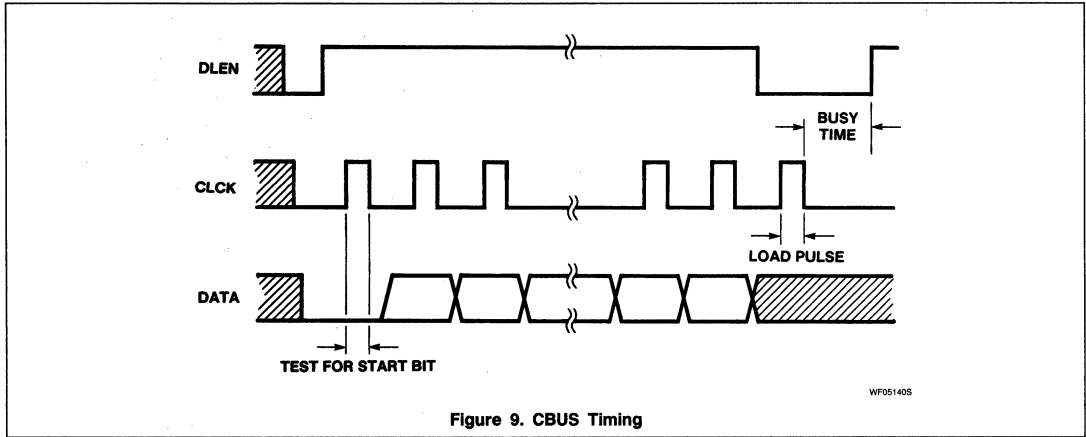 DLEN
BUSY
TIME
CLCK
LOAD PULSE
DATA
TEST FOR START BIT
WF05140S
Figure 9. CBUS Timing